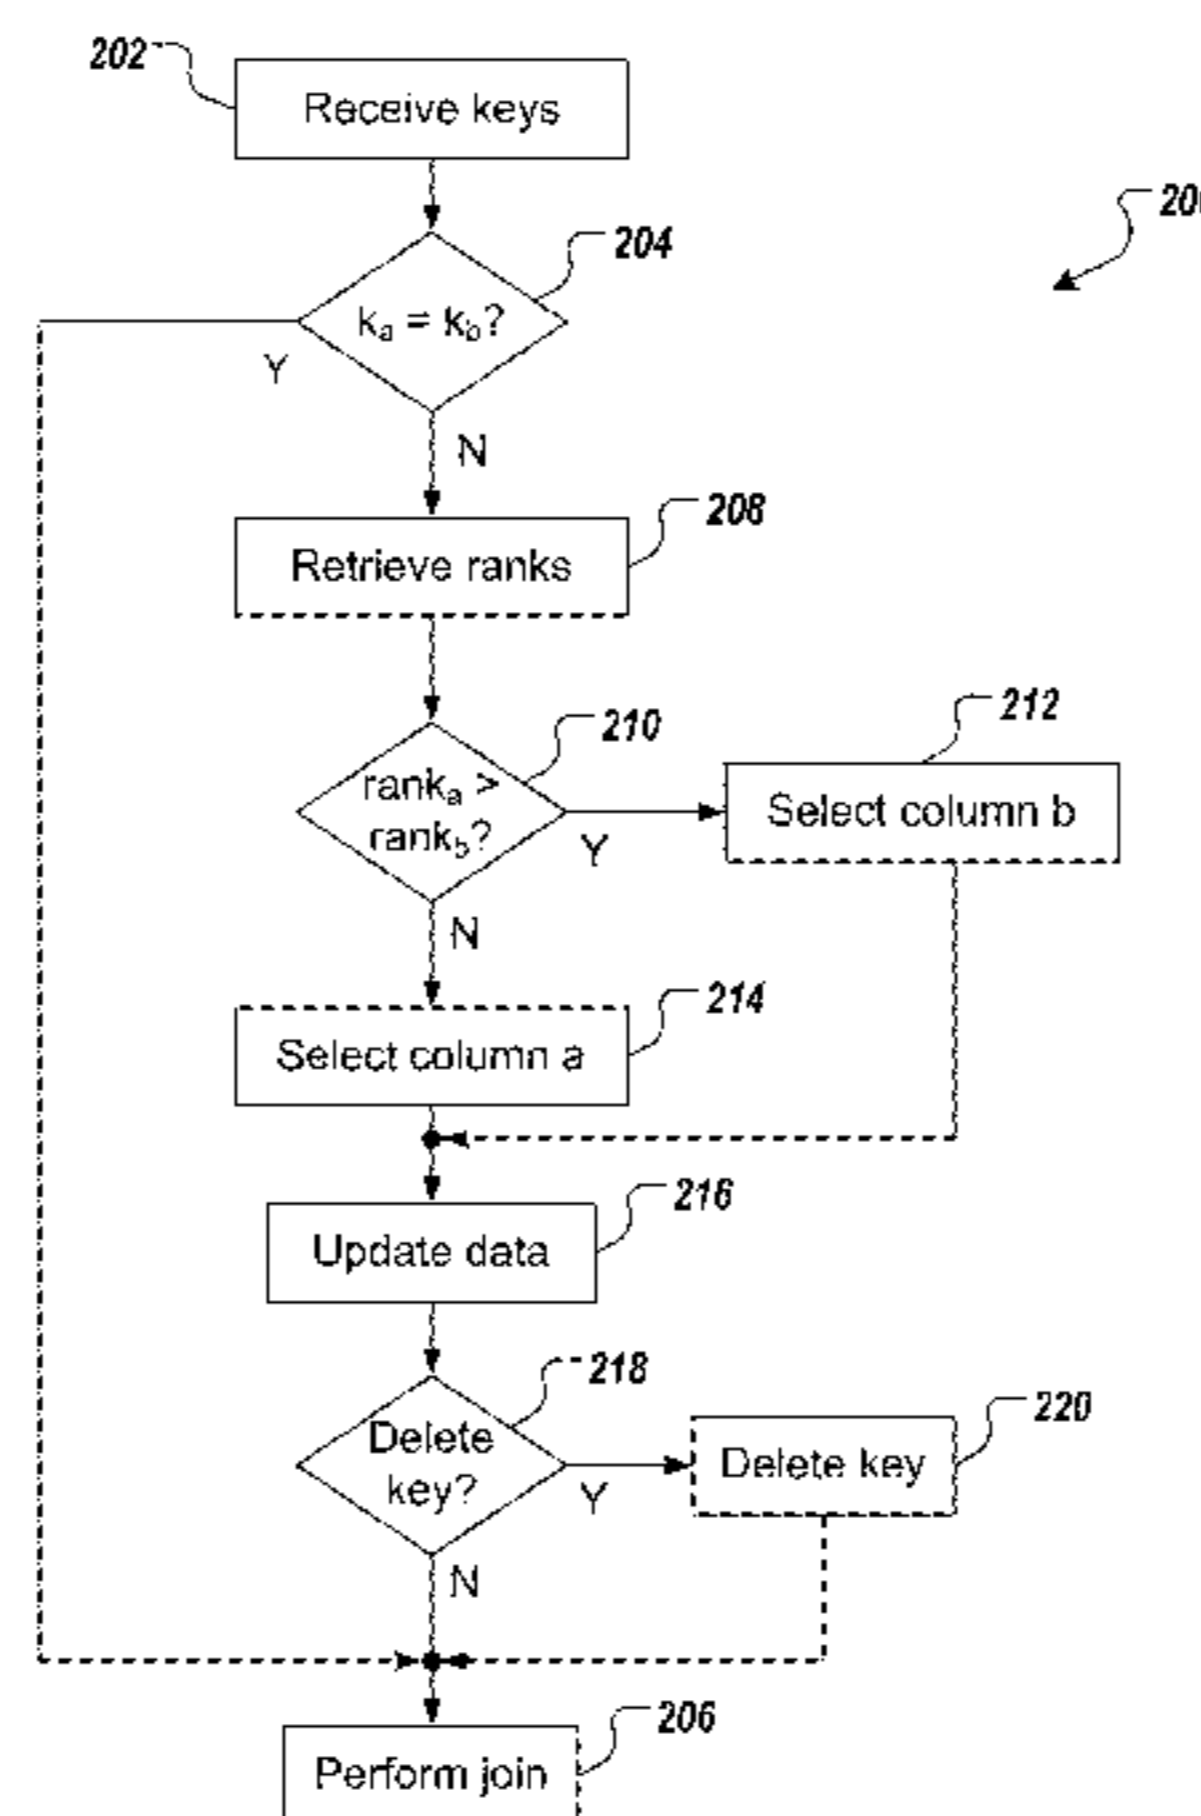 202
Receive keys
200
204
kₐ = k_b?
Y
N
208
Retrieve ranks
210
212
rankₐ >
rank_b?
Select column b
Y
N
214
Select column a
216
Update data
218
220
Delete
key?
Delete key
Y
N
206
Perform join